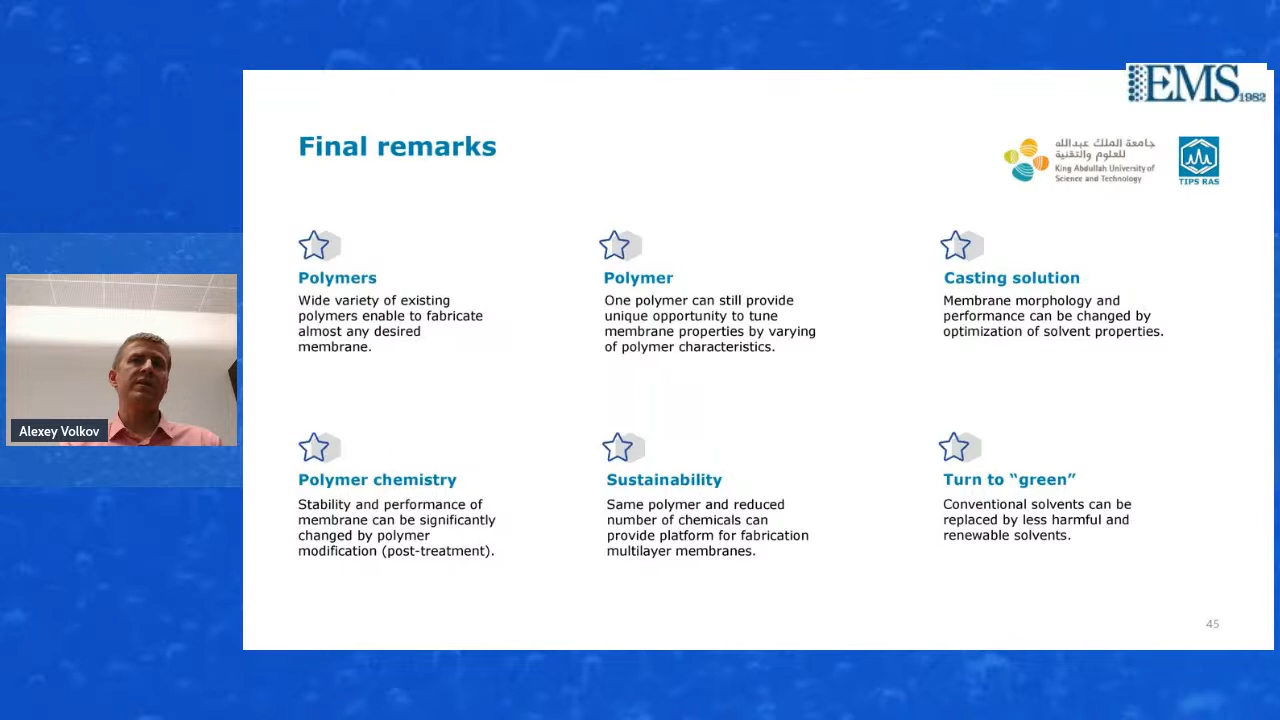 EMS 1982
Final remarks
جامعة الملك عبدالله
للعلوم والتقنية
King Abdullah University of
Science and Technology
TIPS RAS
Polymers
Wide variety of existing
polymers enable to fabricate
almost any desired
membrane.
Polymer
One polymer can still provide
unique opportunity to tune
membrane properties by varying
of polymer characteristics.
Casting solution
Membrane morphology and
performance can be changed by
optimization of solvent properties.
Alexey Volkov
Polymer chemistry
Stability and performance of
membrane can be significantly
changed by polymer
modification (post-treatment).
Sustainability
Same polymer and reduced
number of chemicals can
provide platform for fabrication
multilayer membranes.
Turn to “green”
Conventional solvents can be
replaced by less harmful and
renewable solvents.
45